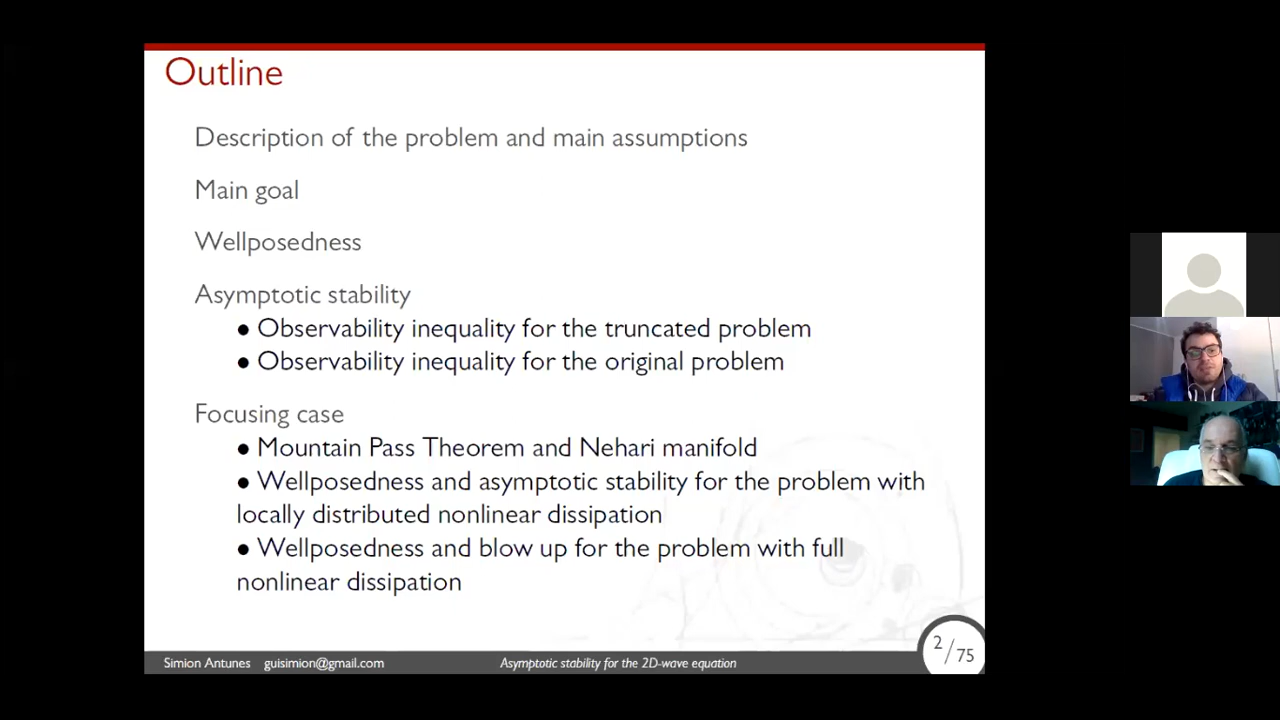 Outline
Description of the problem and main assumptions
Main goal
Wellposedness
Asymptotic stability
● Observability inequality for the truncated problem
● Observability inequality for the original problem
Focusing case
● Mountain Pass Theorem and Nehari manifold
● Wellposedness and asymptotic stability for the problem with
locally distributed nonlinear dissipation
● Wellposedness and blow up for the problem with full
nonlinear dissipation
Simion Antunes guisimion@gmail.com Asymptotic stability for the 2D-wave equation 2/75